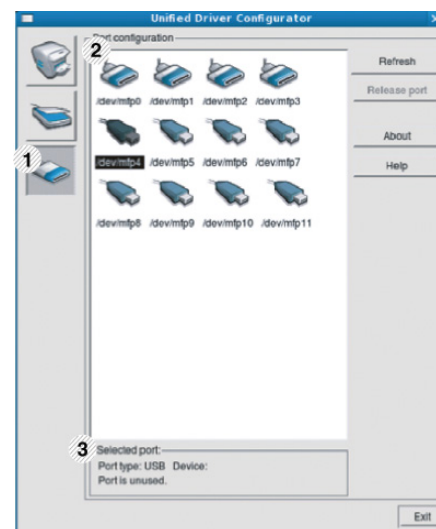 Unified Driver Configurator
2
Port configuration
/dev/mfp0 /dev/mfp1 /dev/mfp2 /dev/mfp3
/dev/mfp4 /dev/mfp5 /dev/mfp6 /dev/mfp7
/dev/mfp8 /dev/mfp9 /dev/mfp10 /dev/mfp11
Refresh
Release port
About
Help
1
3
Selected port:
Port type: USB Device:
Port is unused.
Exit